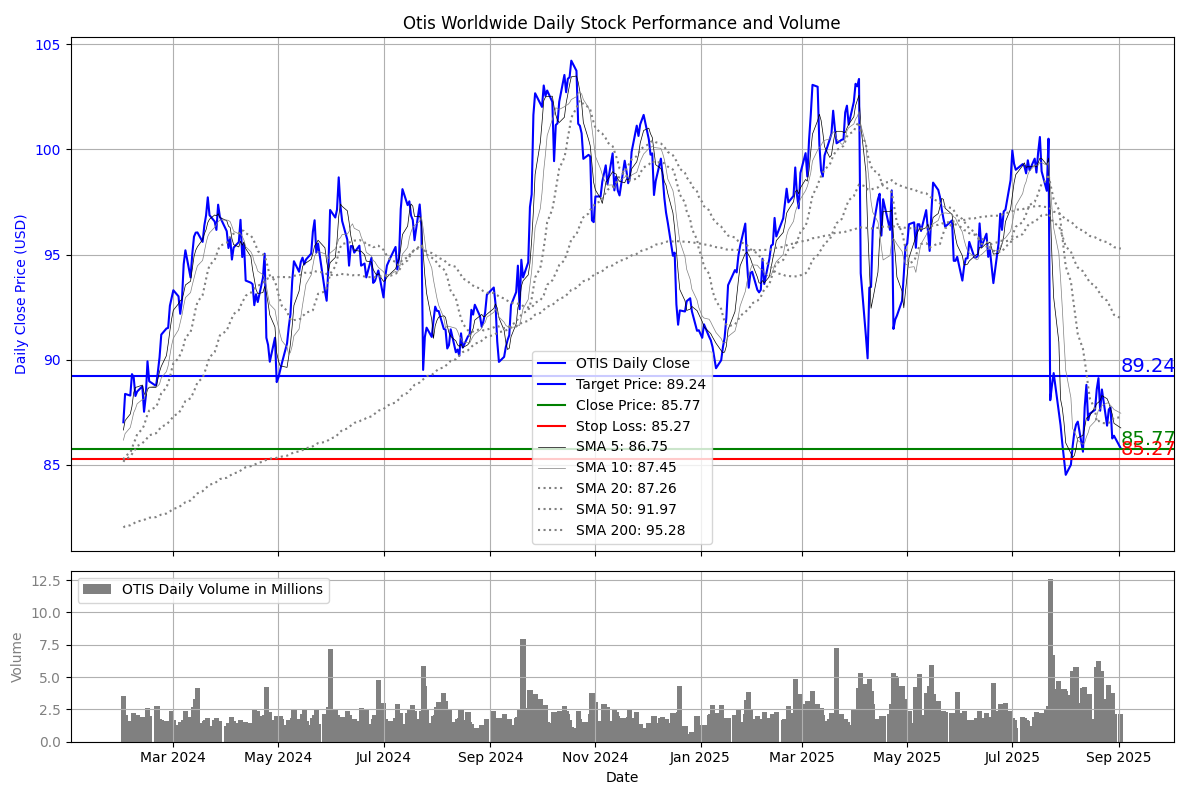 Otis Worldwide Daily Stock Performance and Volume
105
100
95
90
85
Daily Close Price (USD)
89.24
85.77
85.27
OTIS Daily Close
Target Price: 89.24
Close Price: 85.77
Stop Loss: 85.27
SMA 5: 86.75
SMA 10: 87.45
SMA 20: 87.26
SMA 50: 91.97
SMA 200: 95.28
OTIS Daily Volume in Millions
12.5
10.0
7.5
5.0
2.5
0.0
Volume
Mar 2024 May 2024 Jul 2024 Sep 2024 Nov 2024 Jan 2025 Mar 2025 May 2025 Jul 2025 Sep 2025
Date